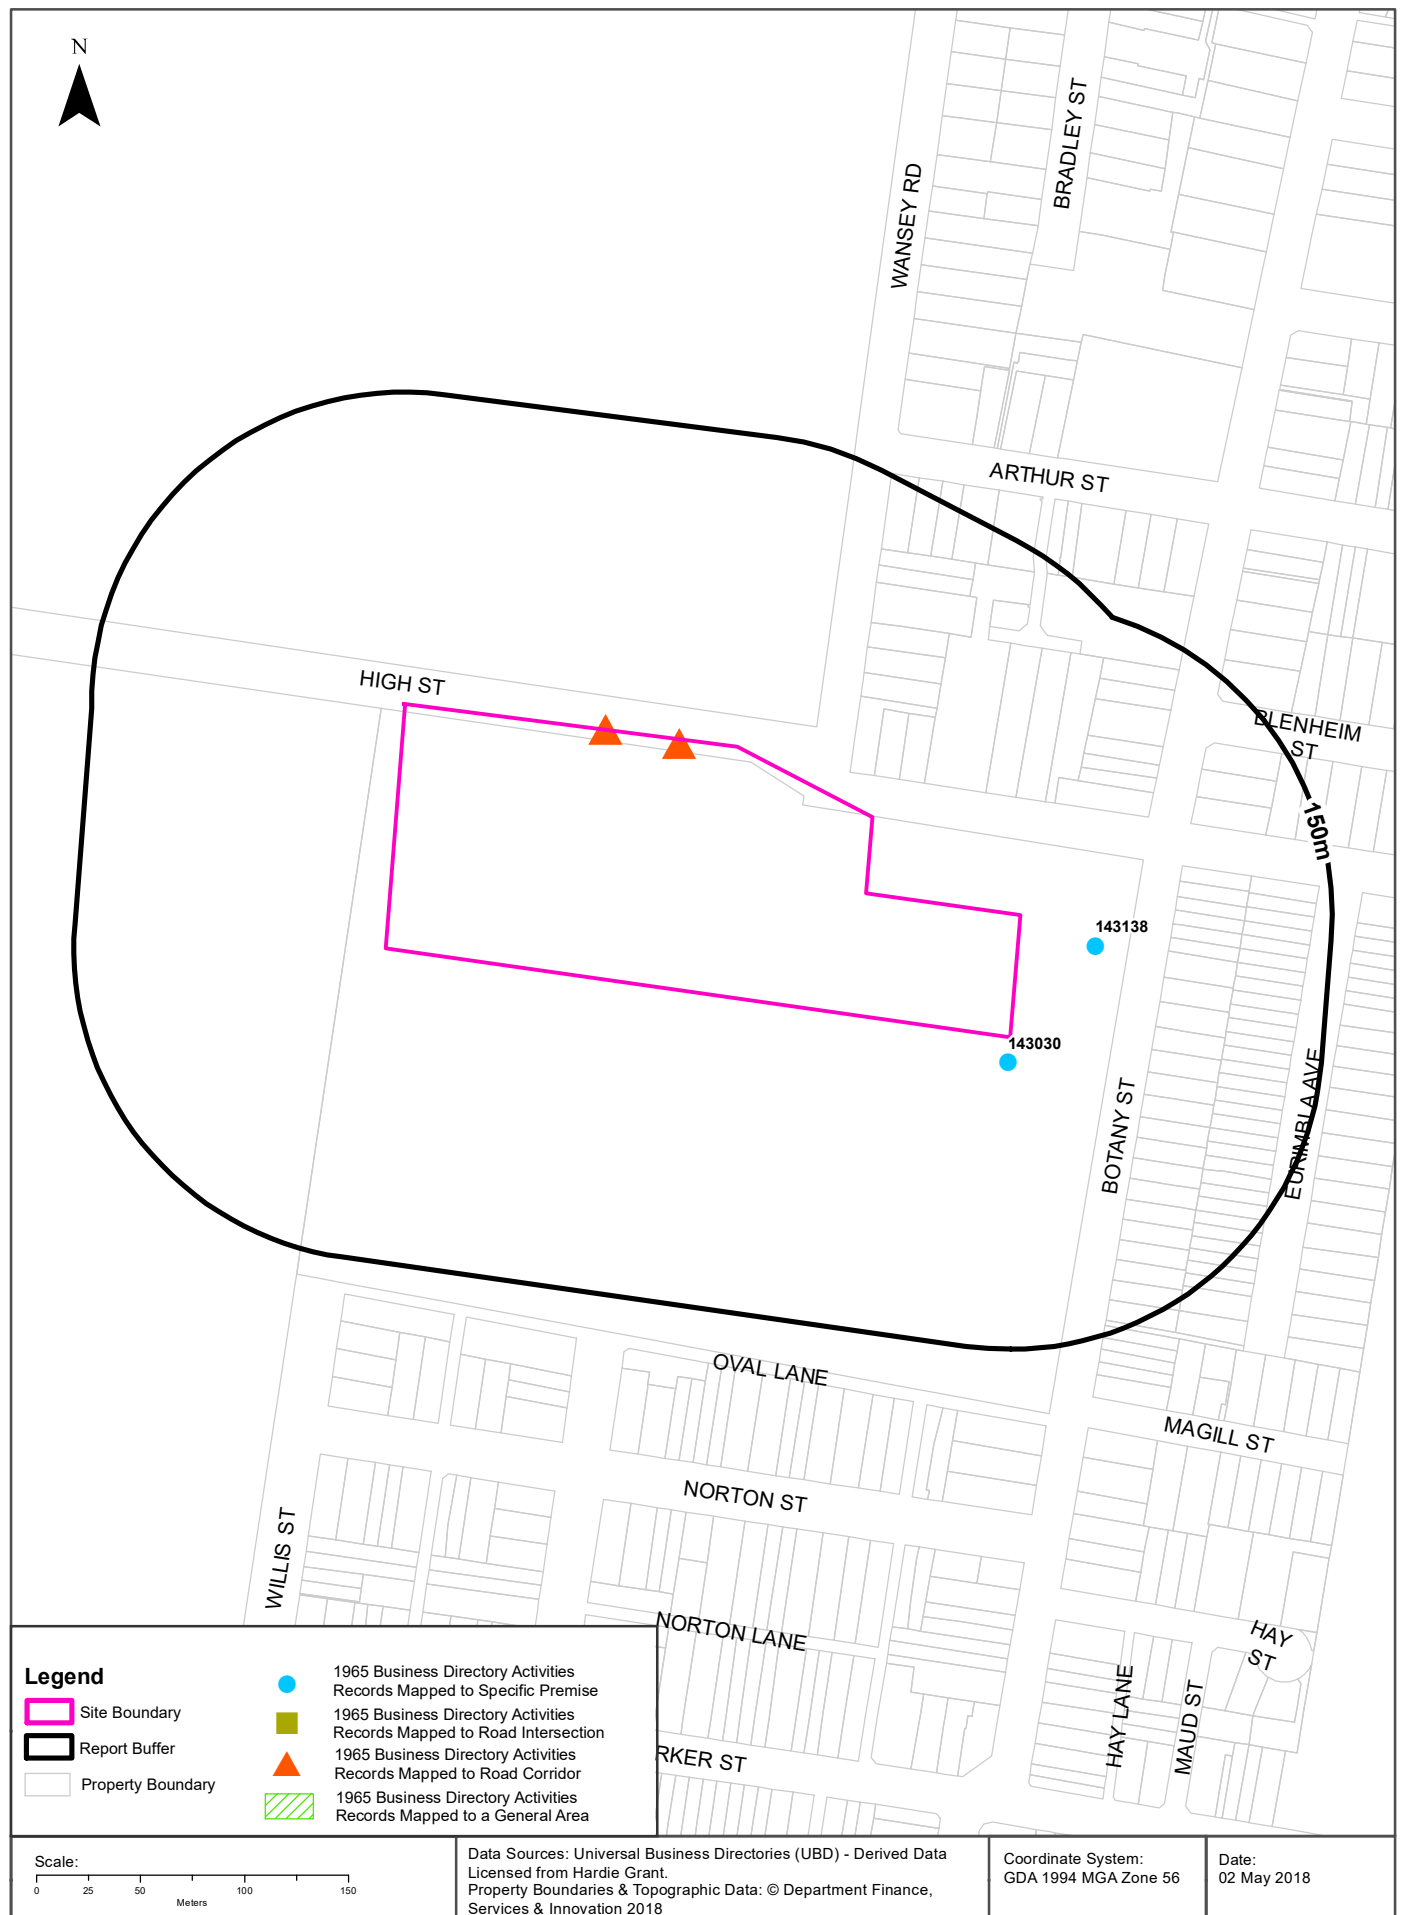 N
BRADLEY ST
WANSEY RD
ARTHUR ST
HIGH ST
BLENHEIM
ST
150m
143138
143030
BOTANY ST
EURIMBLA AVE
OVAL LANE
MAGILL ST
NORTON ST
WILLIS ST
NORTON LANE
HAY
ST
HAY LANE
MAUD ST
RKER ST
Legend
Site Boundary
Report Buffer
Property Boundary
1965 Business Directory Activities
Records Mapped to Specific Premise
1965 Business Directory Activities
Records Mapped to Road Intersection
1965 Business Directory Activities
Records Mapped to Road Corridor
1965 Business Directory Activities
Records Mapped to a General Area
Scale:
0 25 50 100 150
Meters
Data Sources: Universal Business Directories (UBD) - Derived Data
Licensed from Hardie Grant.
Property Boundaries & Topographic Data: © Department Finance,
Services & Innovation 2018
Coordinate System:
GDA 1994 MGA Zone 56
Date:
02 May 2018